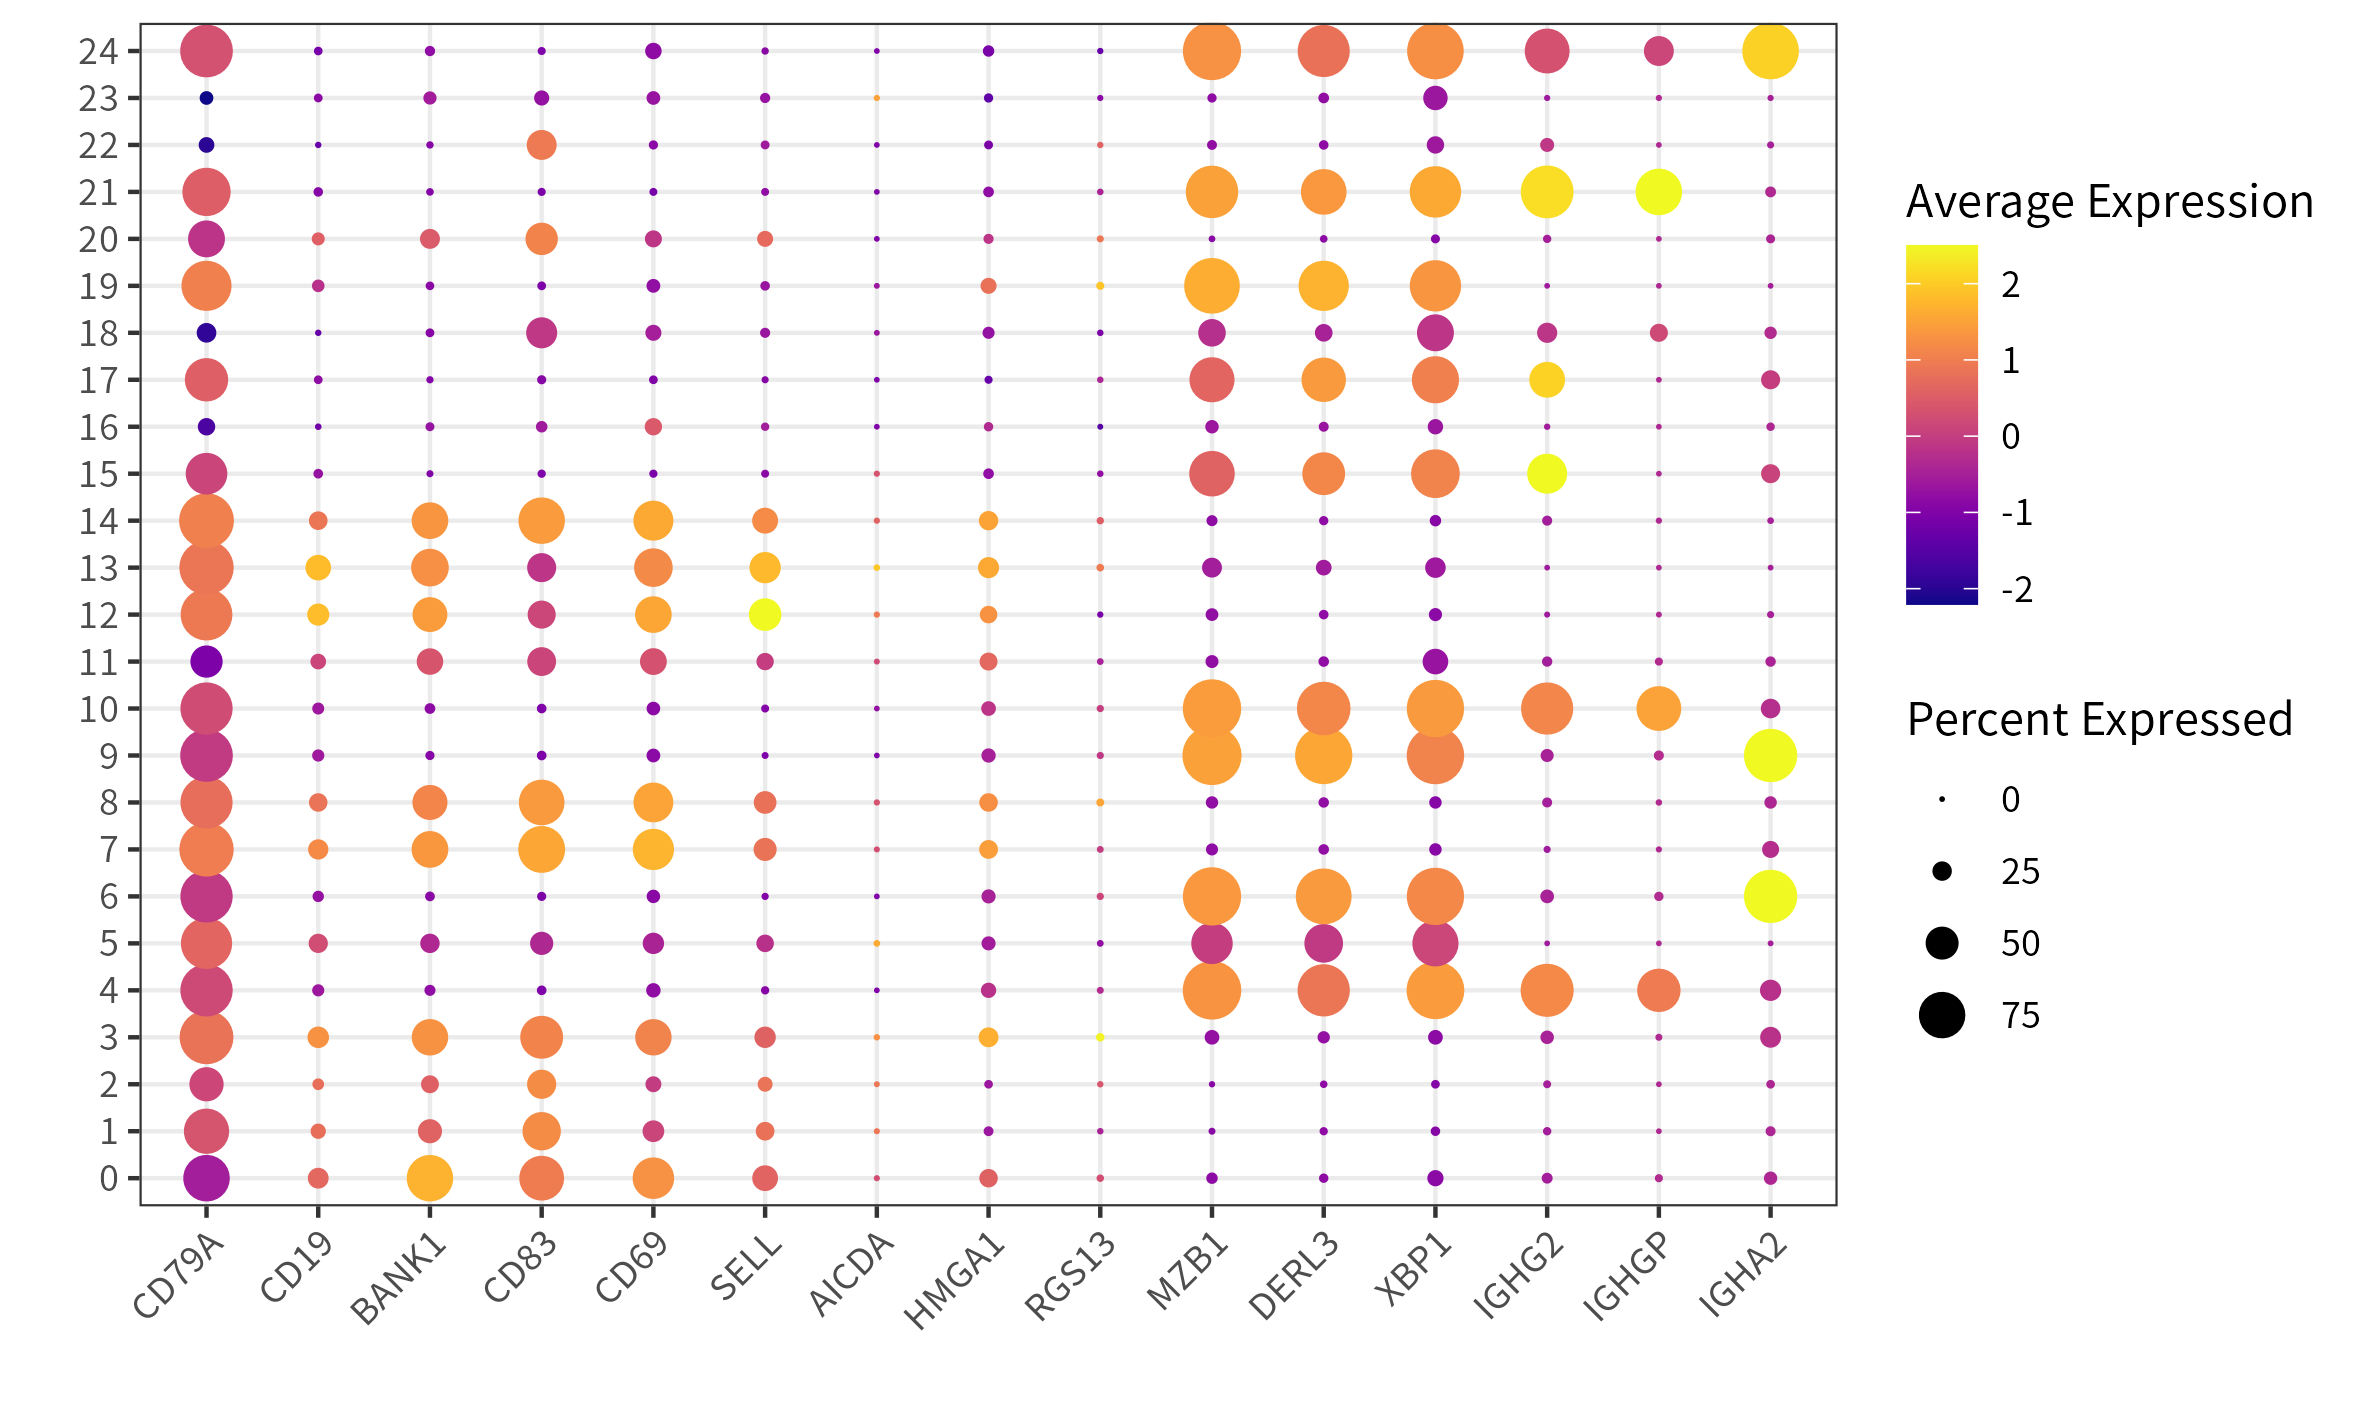 24
23
22
21
20
19
18
17
16
15
14
13
12
11
10
9
8
7
6
5
4
3
2
1
0
CD79A
CD19
BANK1
CD83
CD69
SELL
AICDA
HMGA1
RGS13
MZB1
DERL3
XBP1
IGHG2
IGHGP
IGHA2
Average Expression
2
1
0
-1
-2
Percent Expressed
0
25
50
75